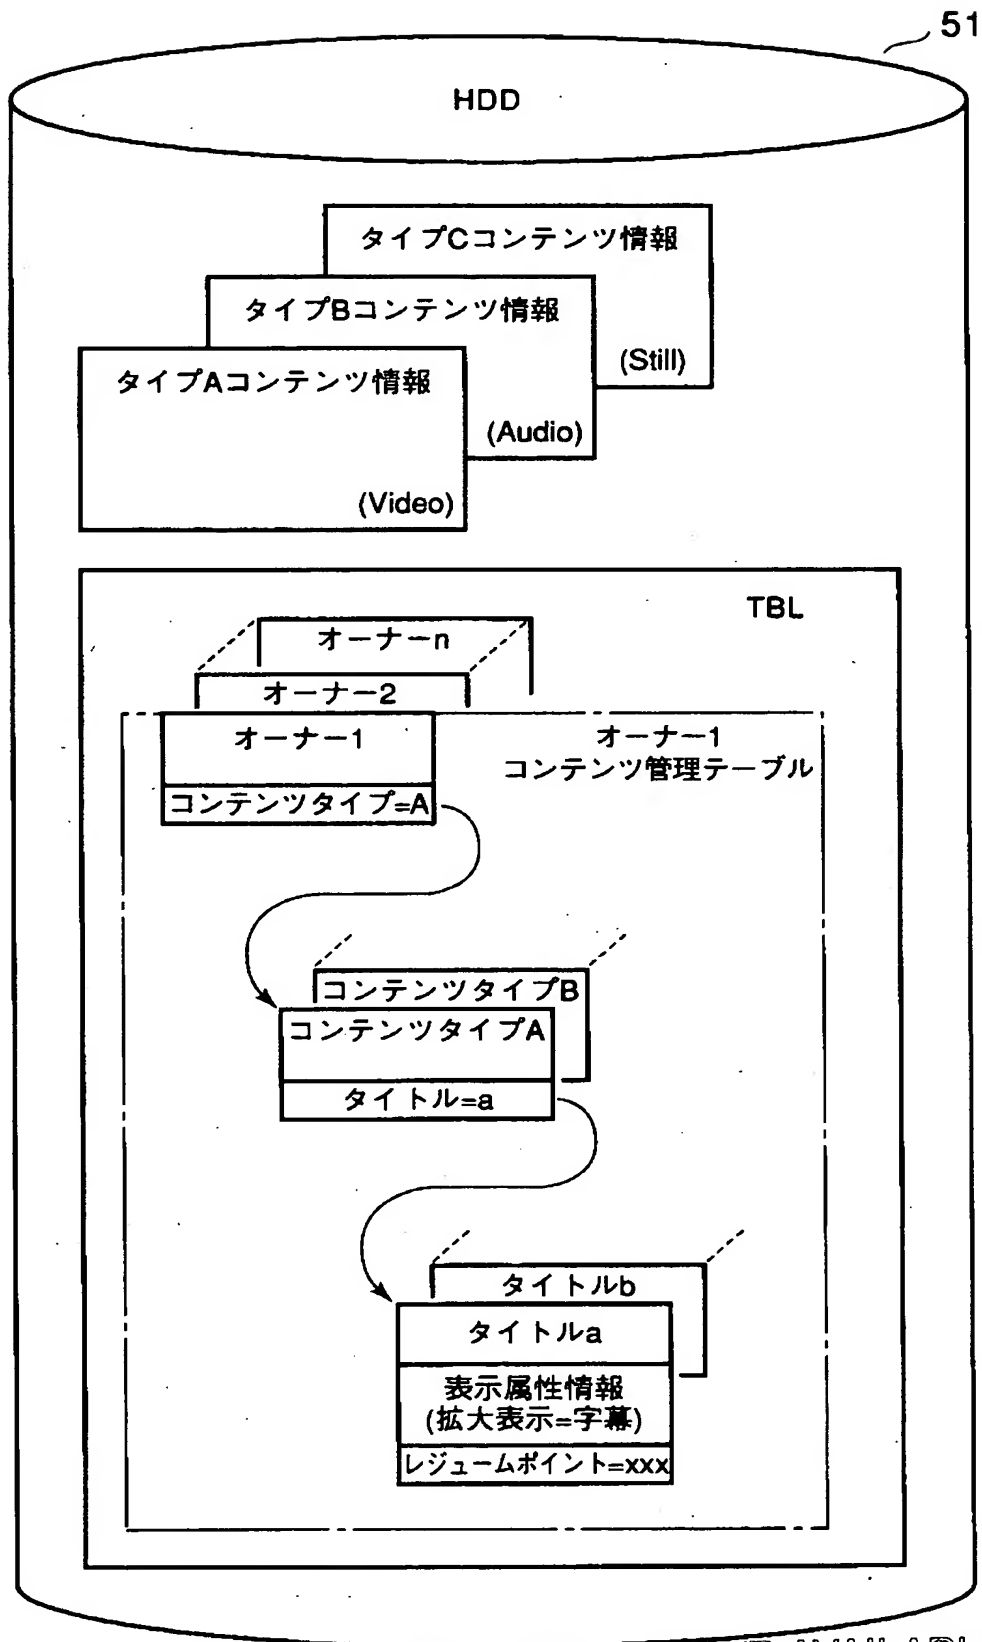 51
HDD
タイプCコンテンツ情報
(Still)
タイプBコンテンツ情報
(Audio)
タイプAコンテンツ情報
(Video)
TBL
オーナーn
オーナー2
オーナー1
コンテンツタイプ=A
オーナー1
コンテンツ管理テーブル
コンテンツタイプB
コンテンツタイプA
タイトル=a
タイトルb
タイトルa
表示属性情報
(拡大表示=字幕)
レジュームポイント=xxx